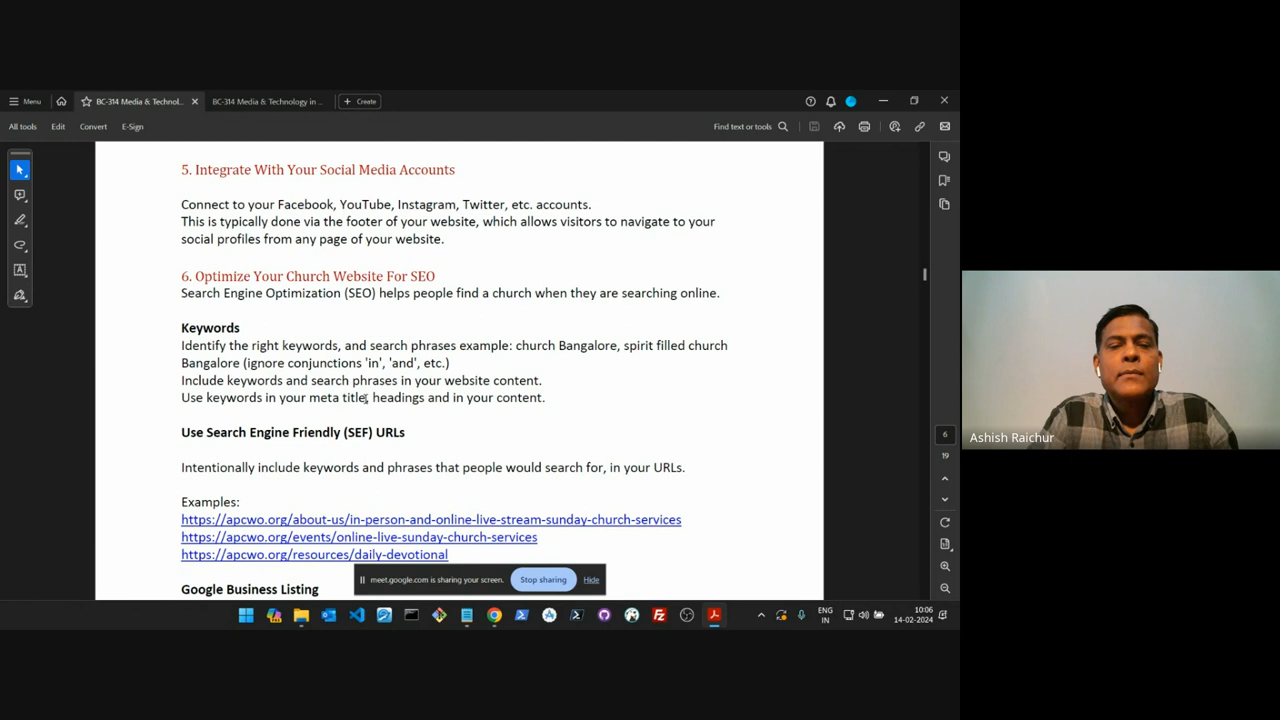 Menu
BC-314 Media & Technol...
BC-314 Media & Technology in ...
Create
All tools
Edit
Convert
E-Sign
Find text or tools
5. Integrate With Your Social Media Accounts
Connect to your Facebook, YouTube, Instagram, Twitter, etc. accounts.
This is typically done via the footer of your website, which allows visitors to navigate to your
social profiles from any page of your website.
6. Optimize Your Church Website For SEO
Search Engine Optimization (SEO) helps people find a church when they are searching online.
Keywords
Identify the right keywords, and search phrases example: church Bangalore, spirit filled church
Bangalore (ignore conjunctions 'in', 'and', etc.)
Include keywords and search phrases in your website content.
Use keywords in your meta title, headings and in your content.
Use Search Engine Friendly (SEF) URLs
Intentionally include keywords and phrases that people would search for, in your URLs.
Examples:
https://apcwo.org/about-us/in-person-and-online-live-stream-sunday-church-services
https://apcwo.org/events/online-live-sunday-church-services
https://apcwo.org/resources/daily-devotional
Google Business Listing
meet.google.com is sharing your screen.
Stop sharing
Hide
6
19
ENG
IN
10:06
14-02-2024
Ashish Raichur